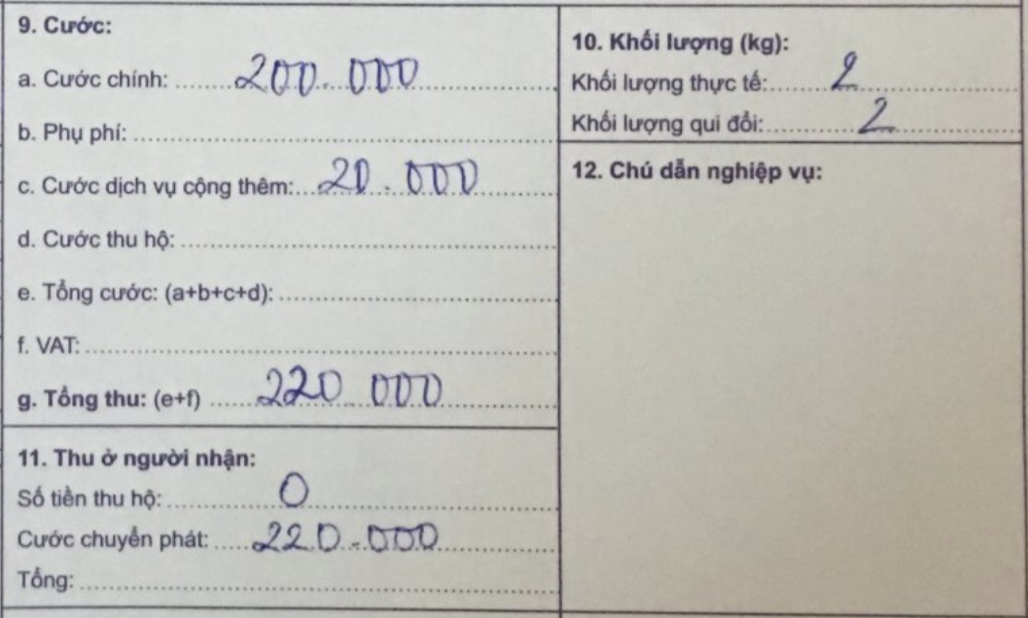 9. Cước:
a. Cước chính: 200.000
b. Phụ phí:
c. Cước dịch vụ cộng thêm: 20.000
d. Cước thu hộ:
e. Tổng cước: (a+b+c+d):
f. VAT:
g. Tổng thu: (e+f) 220 000
11. Thu ở người nhận:
Số tiền thu hộ: 0
Cước chuyển phát: 220.000
Tổng:
10. Khối lượng (kg):
Khối lượng thực tế: 2
Khối lượng qui đổi: 2
12. Chú dẫn nghiệp vụ: